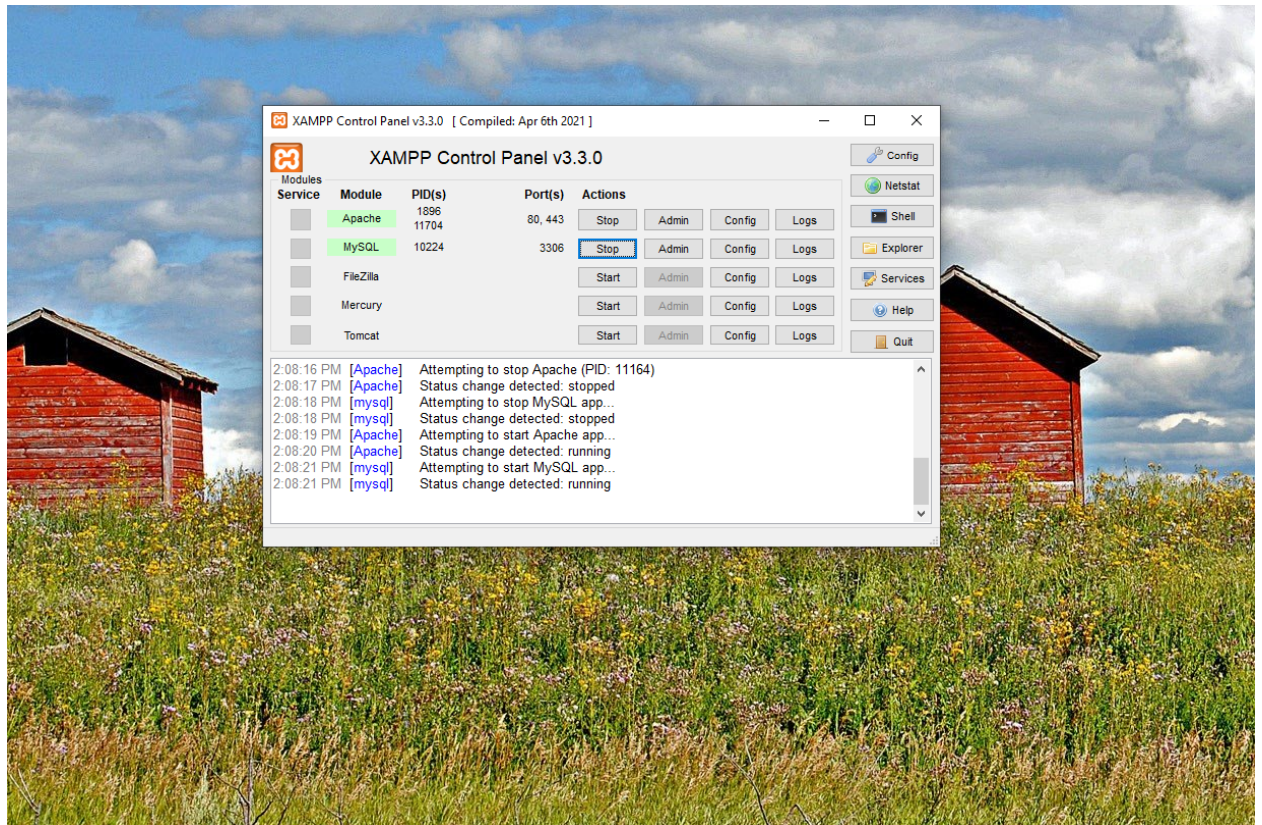 XAMPP Control Panel v3.3.0 [ Compiled: Apr 6th 2021 ]
XAMPP Control Panel v3.3.0
Config
Modules
Service Module PID(s) Port(s) Actions
Netstat
Apache 1896 11704 80, 443 Stop Admin Config Logs
Shell
MySQL 10224 3306 Stop Admin Config Logs
Explorer
FileZilla Start Admin Config Logs
Services
Mercury Start Admin Config Logs
Help
Tomcat Start Admin Config Logs
Quit
2:08:16 PM [Apache] Attempting to stop Apache (PID: 11164)
2:08:17 PM [Apache] Status change detected: stopped
2:08:18 PM [mysql] Attempting to stop MySQL app...
2:08:18 PM [mysql] Status change detected: stopped
2:08:19 PM [Apache] Attempting to start Apache app...
2:08:20 PM [Apache] Status change detected: running
2:08:21 PM [mysql] Attempting to start MySQL app...
2:08:21 PM [mysql] Status change detected: running